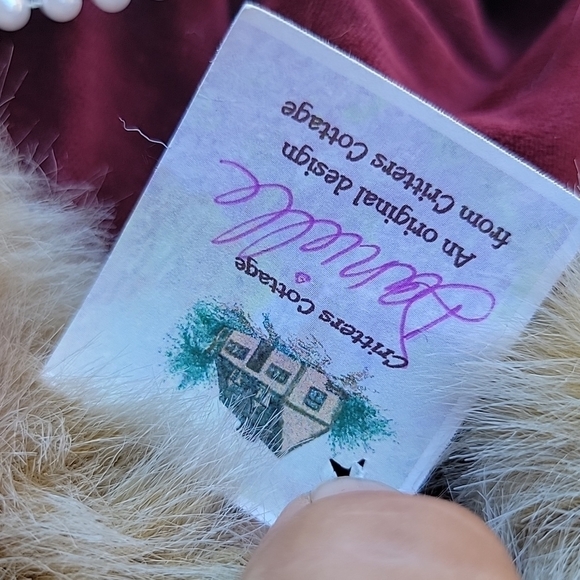 Critters Cottage
Danielle
An original design
from Critters Cottage